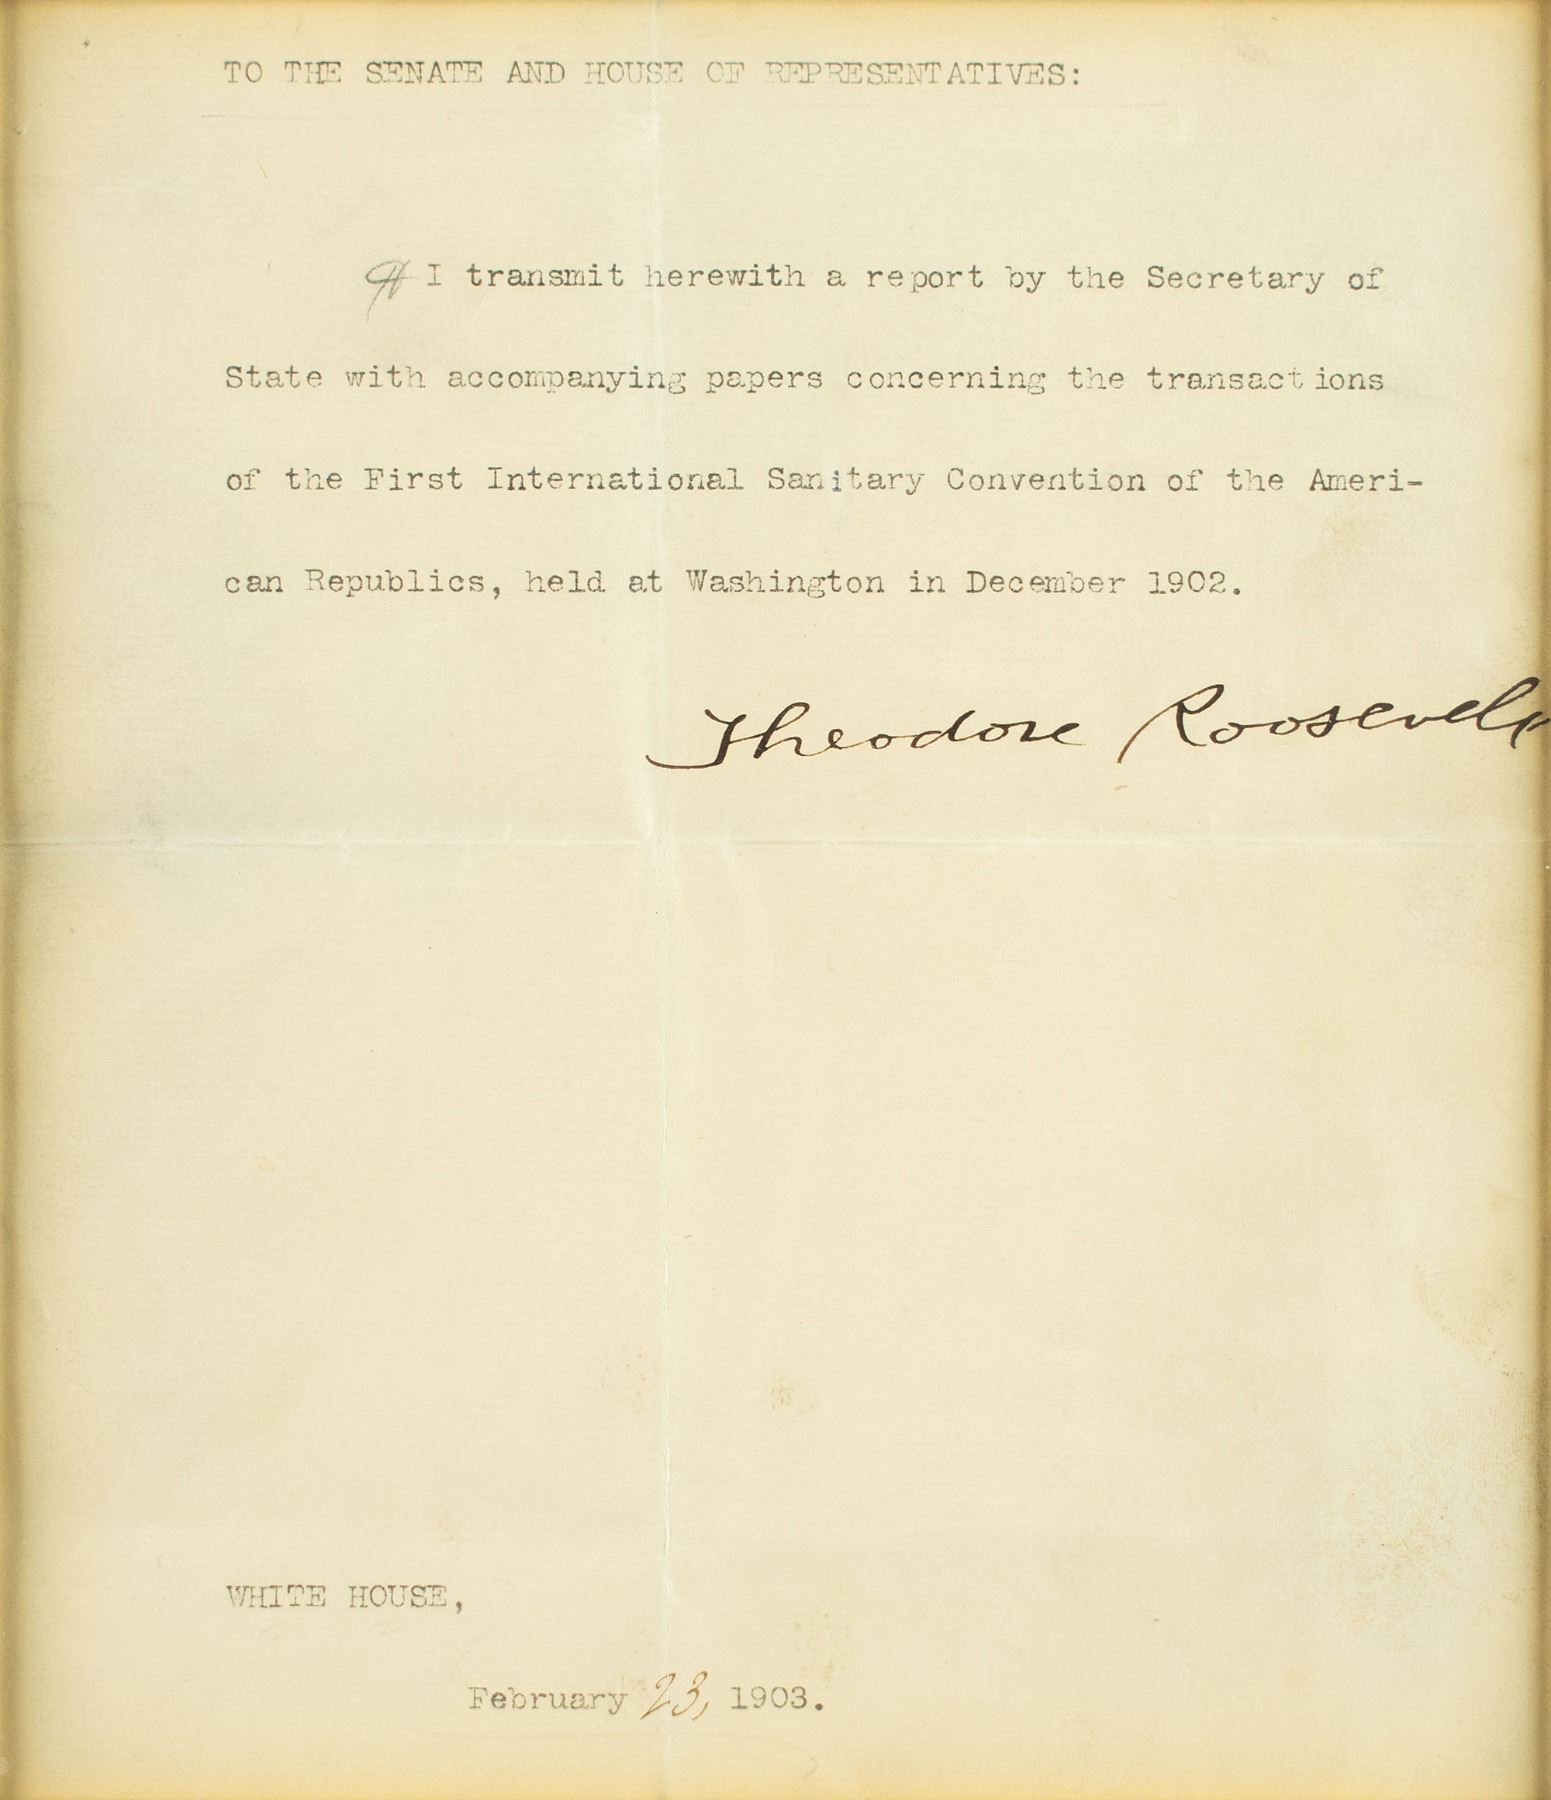 TO THE SENATE AND HOUSE OF REPRESENTATIVES:
¶ I transmit herewith a report by the Secretary of
State with accompanying papers concerning the transactions
of the First International Sanitary Convention of the Ameri-
can Republics, held at Washington in December 1902.
Theodore Roosevelt
WHITE HOUSE,
February 23, 1903.